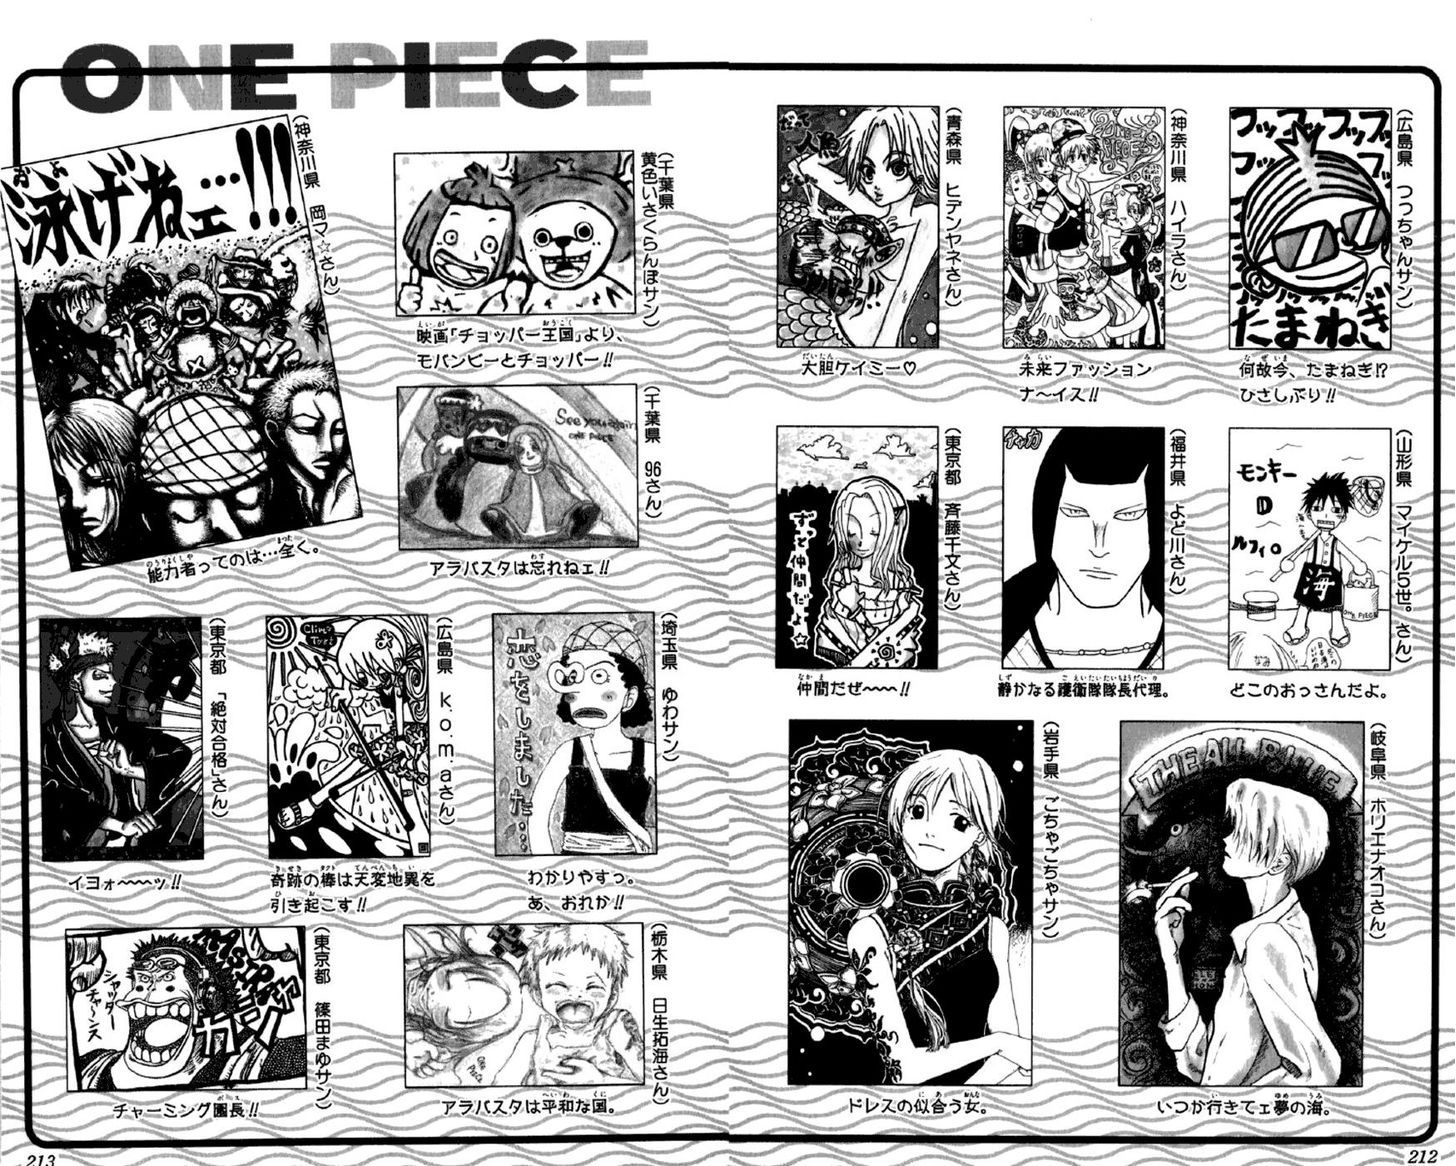 ONE PIECE
(広島県 つっちゃんサン)
フッフッフッフッ
たまねぎ
何故今、たまねぎ!?
ひさしぶり!!
(神奈川県 ハイラさん)
未来ファッション
ナ〜イス!!
(青森県 ヒデンヤネさん)
だって
人魚
大胆ケイミー♡
(山形県 マイケル5世。さん)
モンキー
D
ルフィ。
海
なみ
ONE PIECE
どこのおっさんだよ。
(福井県 よど川さん)
チャカ
静かなる護衛隊隊長代理。
(東京都 斉藤千文さん)
ずっと仲間だよ☆
仲間だぜ〜〜〜!!
(岐阜県 ホリエナオコさん)
THE ALL BLUE
いつか行きてェ夢の海。
(岩手県 ごちゃごちゃサン)
ドレスの似合う女。
212
(神奈川県 岡マ☆さん)
およ
泳げねェ…!!!
能力者ってのは…全く。
(千葉県
黄色いさくらんぼサン)
映画「チョッパー王国」より、
モバンビーとチョッパー!!
(千葉県 96さん)
See you again
ONE PIECE
アラバスタは忘れねェ!!
(埼玉県 ゆわサン)
恋をしました…
わかりやすっ。
あ、おれか!!
(広島県 k.o.m.aさん)
Clima
Tact
奇跡の棒は天変地異を
引き起こす!!
(東京都 「絶対合格」さん)
イヨォ〜〜〜ッ!!
(栃木県 日生拓海さん)
ONE PIECE
アラバスタは平和な国。
(東京都 篠田まゆサン)
シャッター
チャ〜ンス
チャーミング團長!!
213